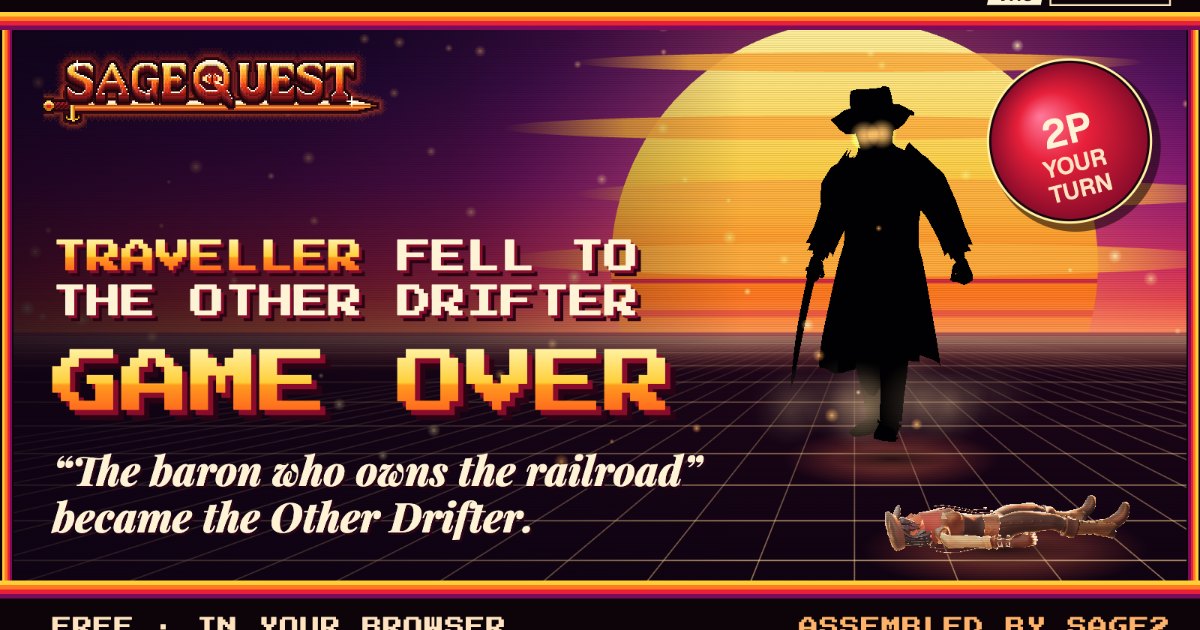 SAGEQUEST
2P
YOUR
TURN
TRAVELLER FELL TO
THE OTHER DRIFTER
GAME OVER
“The baron who owns the railroad”
became the Other Drifter.
FREE · IN YOUR BROWSER
ASSEMBLED BY SAGE?